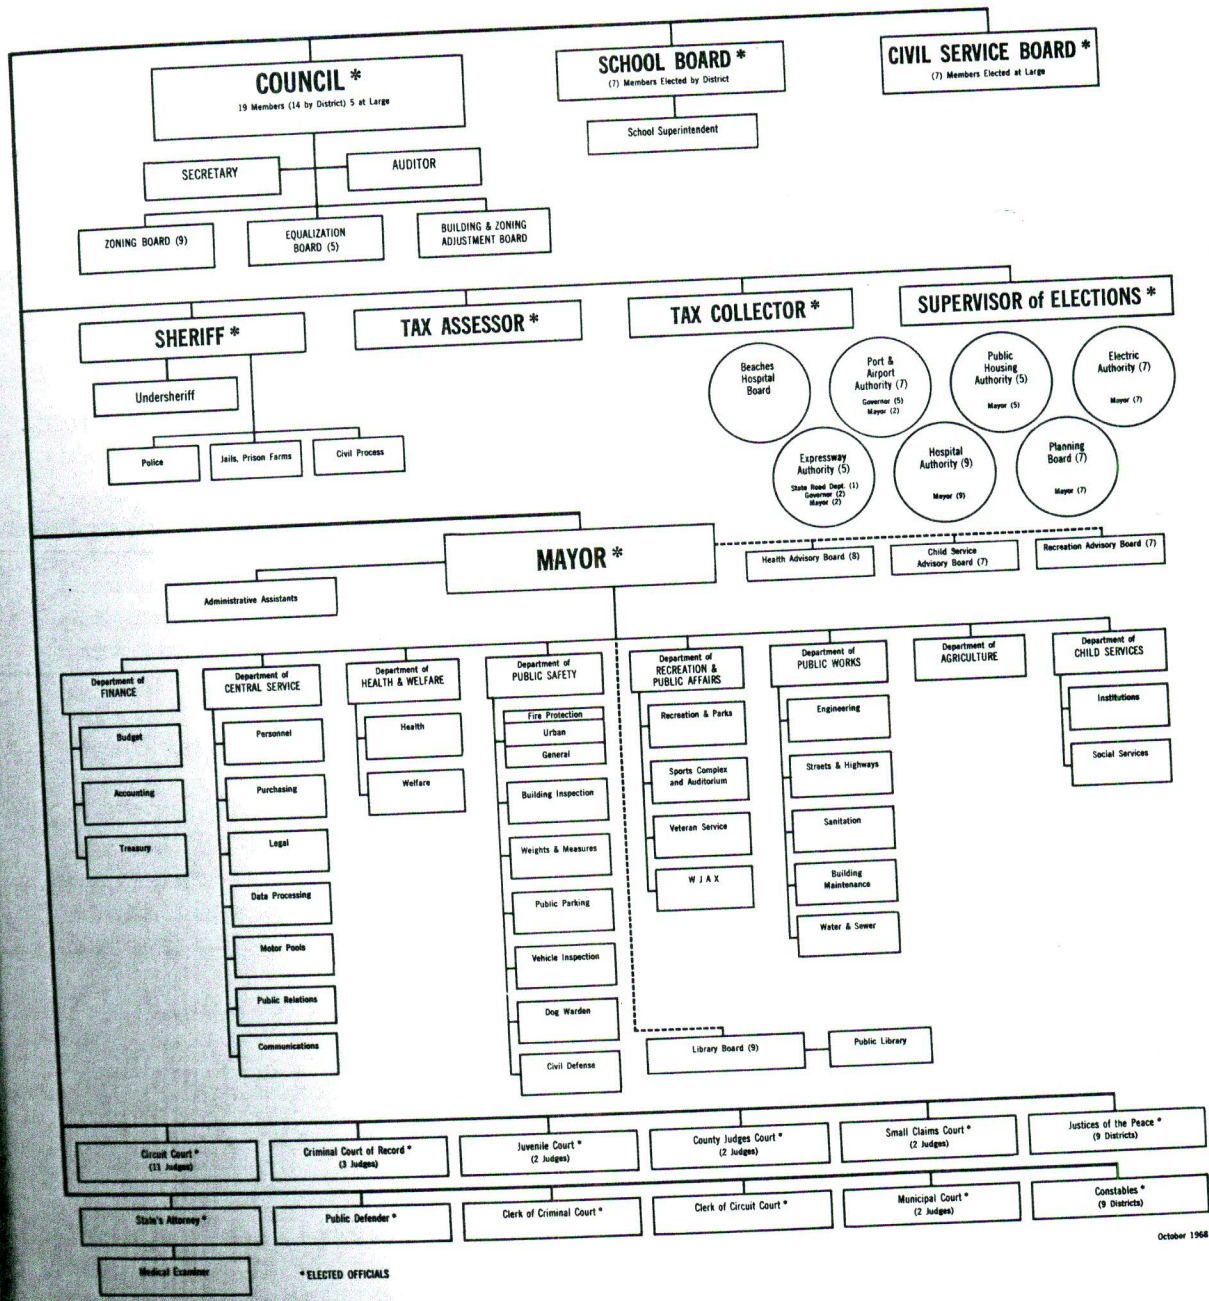 COUNCIL *
19 Members (14 by District) 5 at Large
SCHOOL BOARD *
(7) Members Elected by District
CIVIL SERVICE BOARD *
(7) Members Elected at Large
School Superintendent
SECRETARY
AUDITOR
ZONING BOARD (9)
EQUALIZATION
BOARD (5)
BUILDING & ZONING
ADJUSTMENT BOARD
SHERIFF *
TAX ASSESSOR *
TAX COLLECTOR *
SUPERVISOR of ELECTIONS *
Undersheriff
Police
Jails, Prison Farms
Civil Process
Beaches
Hospital
Board
Port &
Airport
Authority (7)
Governor (5)
Mayor (2)
Public
Housing
Authority (5)
Mayor (5)
Electric
Authority (7)
Mayor (7)
Expressway
Authority (5)
State Road Dept. (1)
Governor (2)
Mayor (2)
Hospital
Authority (9)
Mayor (9)
Planning
Board (7)
Mayor (7)
MAYOR *
Administrative Assistants
Health Advisory Board (8)
Child Service
Advisory Board (7)
Recreation Advisory Board (7)
Department of
FINANCE
Budget
Accounting
Treasury
Department of
CENTRAL SERVICE
Personnel
Purchasing
Legal
Data Processing
Motor Pools
Public Relations
Communications
Department of
HEALTH & WELFARE
Health
Welfare
Department of
PUBLIC SAFETY
Fire Protection
Urban
General
Building Inspection
Weights & Measures
Public Parking
Vehicle Inspection
Dog Warden
Civil Defense
Department of
RECREATION &
PUBLIC AFFAIRS
Recreation & Parks
Sports Complex
and Auditorium
Veteran Service
W J A X
Department of
PUBLIC WORKS
Engineering
Streets & Highways
Sanitation
Building
Maintenance
Water & Sewer
Department of
AGRICULTURE
Department of
CHILD SERVICES
Institutions
Social Services
Library Board (9)
Public Library
Circuit Court *
(11 Judges)
Criminal Court of Record *
(3 Judges)
Juvenile Court *
(2 Judges)
County Judges Court *
(2 Judges)
Small Claims Court *
(2 Judges)
Justices of the Peace *
(9 Districts)
State's Attorney *
Public Defender *
Clerk of Criminal Court *
Clerk of Circuit Court *
Municipal Court *
(2 Judges)
Constables *
(9 Districts)
Medical Examiner
* ELECTED OFFICIALS
October 1968